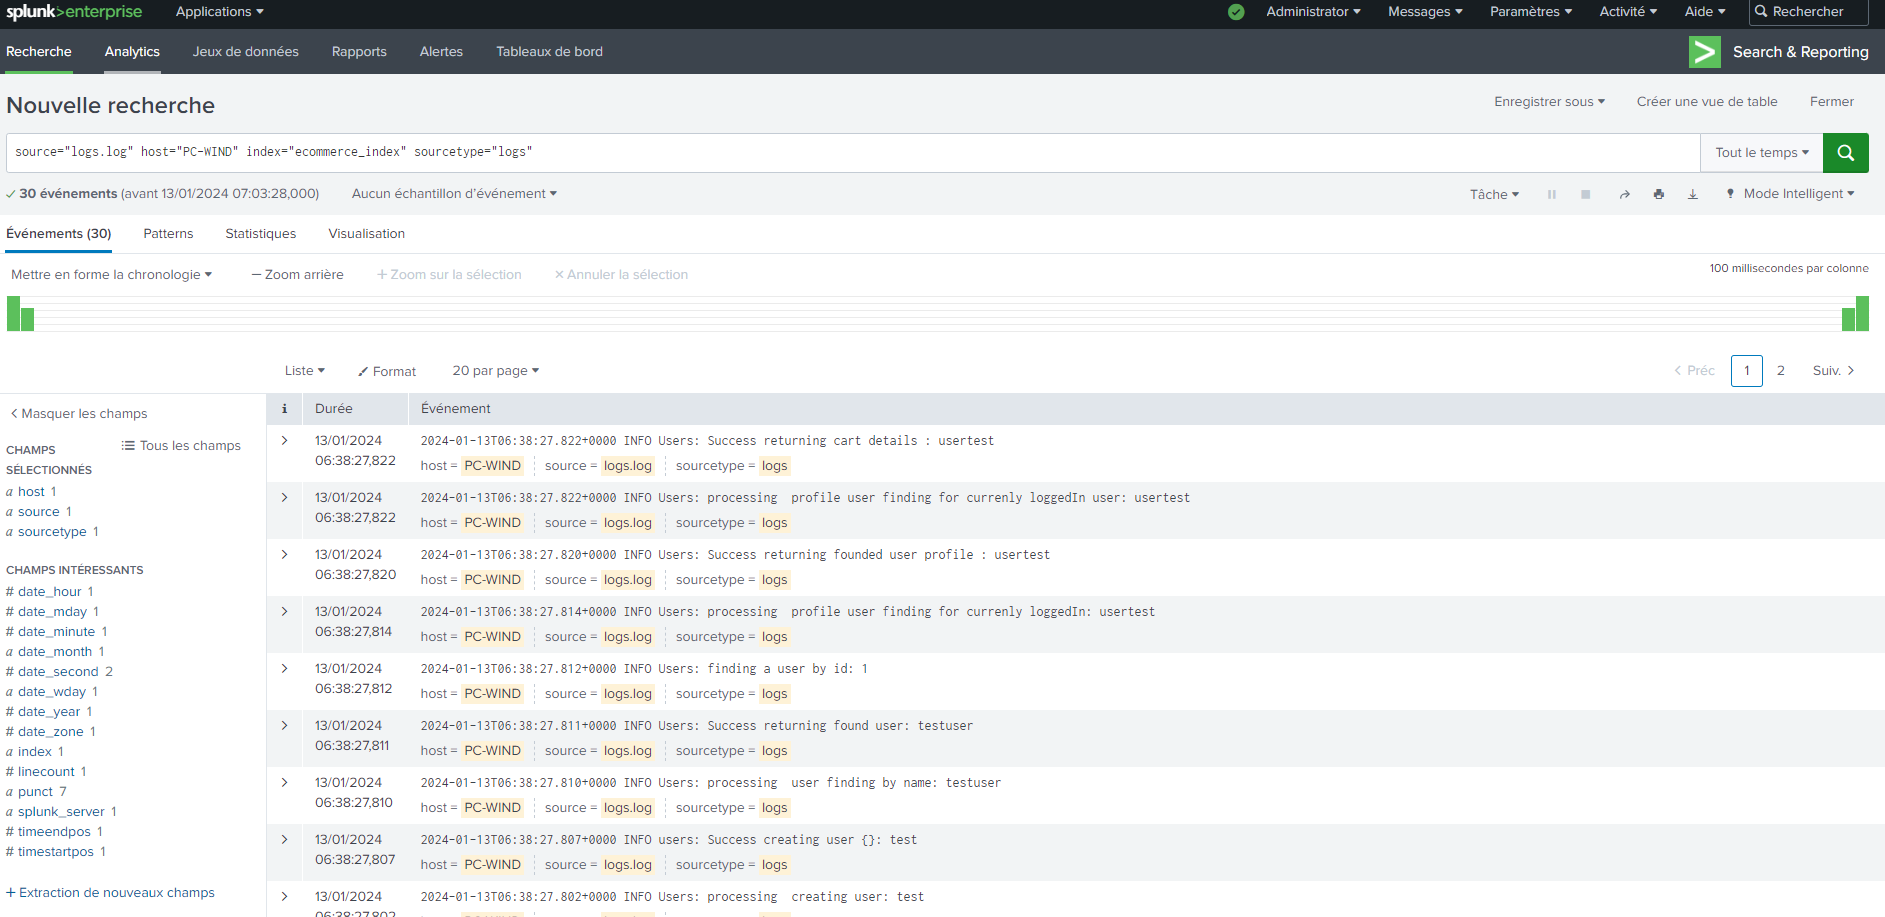 splunk>enterprise Applications Administrator Messages Paramètres Activité Aide Rechercher
Recherche Analytics Jeux de données Rapports Alertes Tableaux de bord Search & Reporting
Nouvelle recherche Enregistrer sous Créer une vue de table Fermer
source="logs.log" host="PC-WIND" index="ecommerce_index" sourcetype="logs" Tout le temps
30 événements (avant 13/01/2024 07:03:28,000) Aucun échantillon d'événement Tâche Mode Intelligent
Événements (30) Patterns Statistiques Visualisation
Mettre en forme la chronologie — Zoom arrière + Zoom sur la sélection × Annuler la sélection 100 millisecondes par colonne
Liste Format 20 par page < Préc 1 2 Suiv. >
< Masquer les champs
Tous les champs
CHAMPS
SÉLECTIONNÉS
a host 1
a source 1
a sourcetype 1
CHAMPS INTÉRESSANTS
# date_hour 1
# date_mday 1
# date_minute 1
a date_month 1
# date_second 2
a date_wday 1
# date_year 1
# date_zone 1
a index 1
# linecount 1
a punct 7
a splunk_server 1
# timeendpos 1
# timestartpos 1
+ Extraction de nouveaux champs
i Durée Événement
> 13/01/2024 2024-01-13T06:38:27.822+0000 INFO Users: Success returning cart details : usertest
06:38:27,822 host = PC-WIND source = logs.log sourcetype = logs
> 13/01/2024 2024-01-13T06:38:27.822+0000 INFO Users: processing  profile user finding for currenly loggedIn user: usertest
06:38:27,822 host = PC-WIND source = logs.log sourcetype = logs
> 13/01/2024 2024-01-13T06:38:27.820+0000 INFO Users: Success returning founded user profile : usertest
06:38:27,820 host = PC-WIND source = logs.log sourcetype = logs
> 13/01/2024 2024-01-13T06:38:27.814+0000 INFO Users: processing  profile user finding for currenly loggedIn: usertest
06:38:27,814 host = PC-WIND source = logs.log sourcetype = logs
> 13/01/2024 2024-01-13T06:38:27.812+0000 INFO Users: finding a user by id: 1
06:38:27,812 host = PC-WIND source = logs.log sourcetype = logs
> 13/01/2024 2024-01-13T06:38:27.811+0000 INFO Users: Success returning found user: testuser
06:38:27,811 host = PC-WIND source = logs.log sourcetype = logs
> 13/01/2024 2024-01-13T06:38:27.810+0000 INFO Users: processing  user finding by name: testuser
06:38:27,810 host = PC-WIND source = logs.log sourcetype = logs
> 13/01/2024 2024-01-13T06:38:27.807+0000 INFO users: Success creating user {}: test
06:38:27,807 host = PC-WIND source = logs.log sourcetype = logs
> 13/01/2024 2024-01-13T06:38:27.802+0000 INFO Users: processing  creating user: test
06:38:27,802